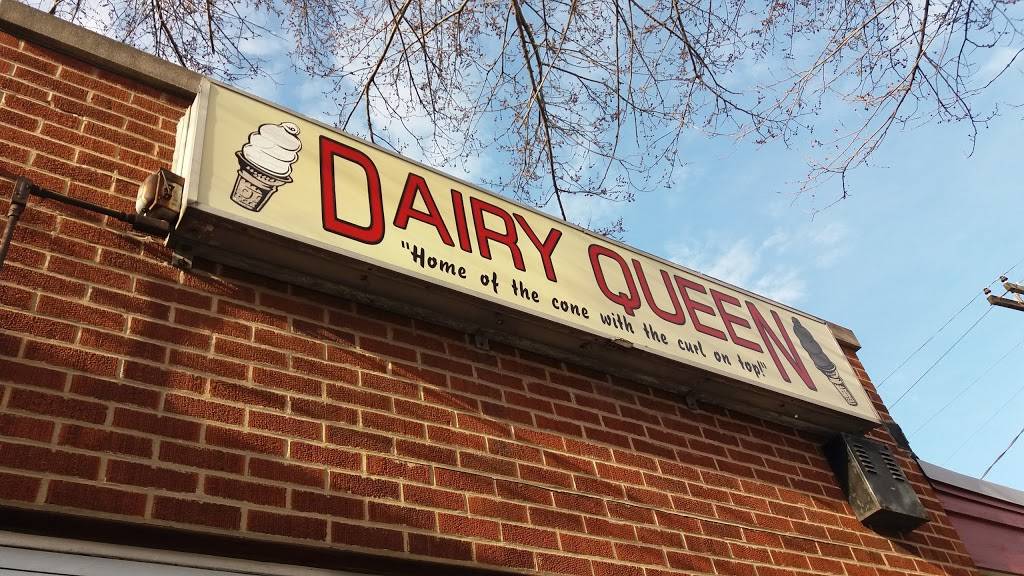 DAIRY QUEEN
"Home of the cone with the curl on top!"